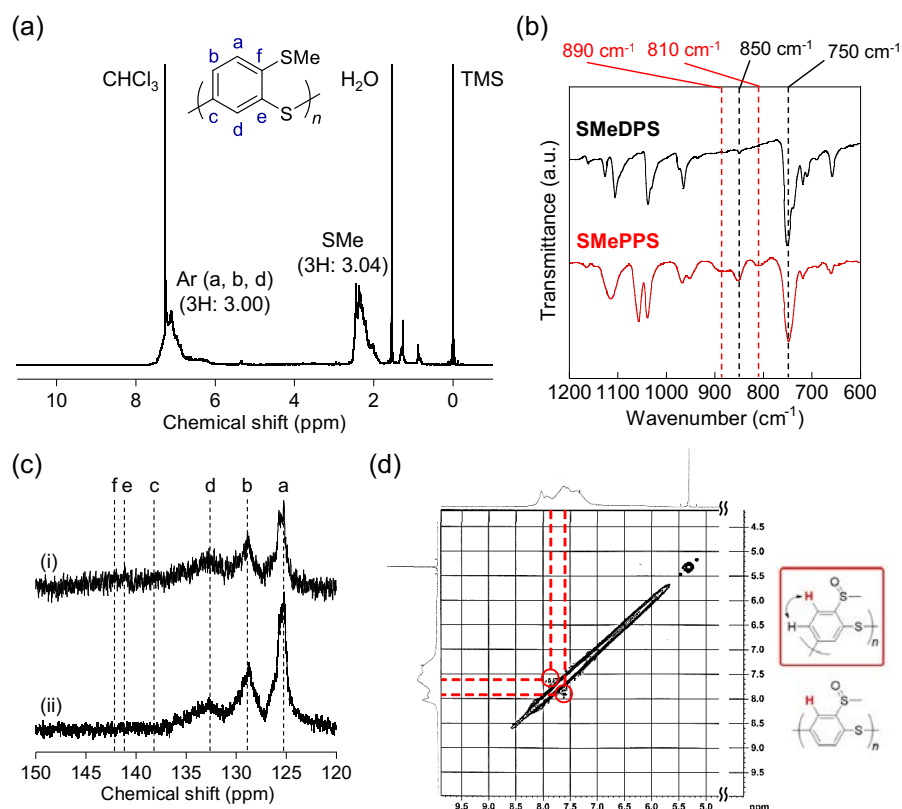 (a)
a
b
f
SMe
c
d
e
S
n
CHCl3
H2O
TMS
SMe
(3H: 3.04)
Ar (a, b, d)
(3H: 3.00)
10 8 6 4 2 0
Chemical shift (ppm)
(b)
890 cm-1 810 cm-1 850 cm-1
750 cm-1
SMeDPS
SMePPS
Transmittance (a.u.)
1200 1100 1000 900 800 700 600
Wavenumber (cm-1)
(c)
f e c d b a
(i)
(ii)
150 145 140 135 130 125 120
Chemical shift (ppm)
(d)
4.5
5.0
5.5
6.0
6.5
7.0
7.5
8.0
8.5
9.0
9.5
9.5 9.0 8.5 8.0 7.5 7.0 6.5 6.0 5.5 5.0 ppm
O
H S
H S
n
O
H S
S
n